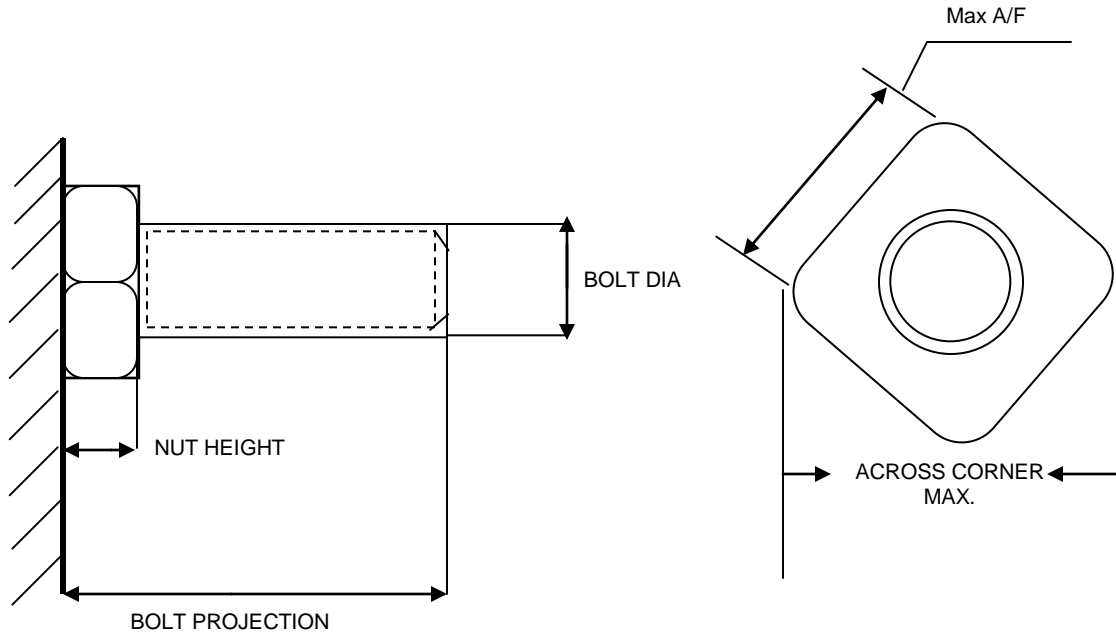 Max A/F
BOLT DIA
NUT HEIGHT
ACROSS CORNER
MAX.
BOLT PROJECTION